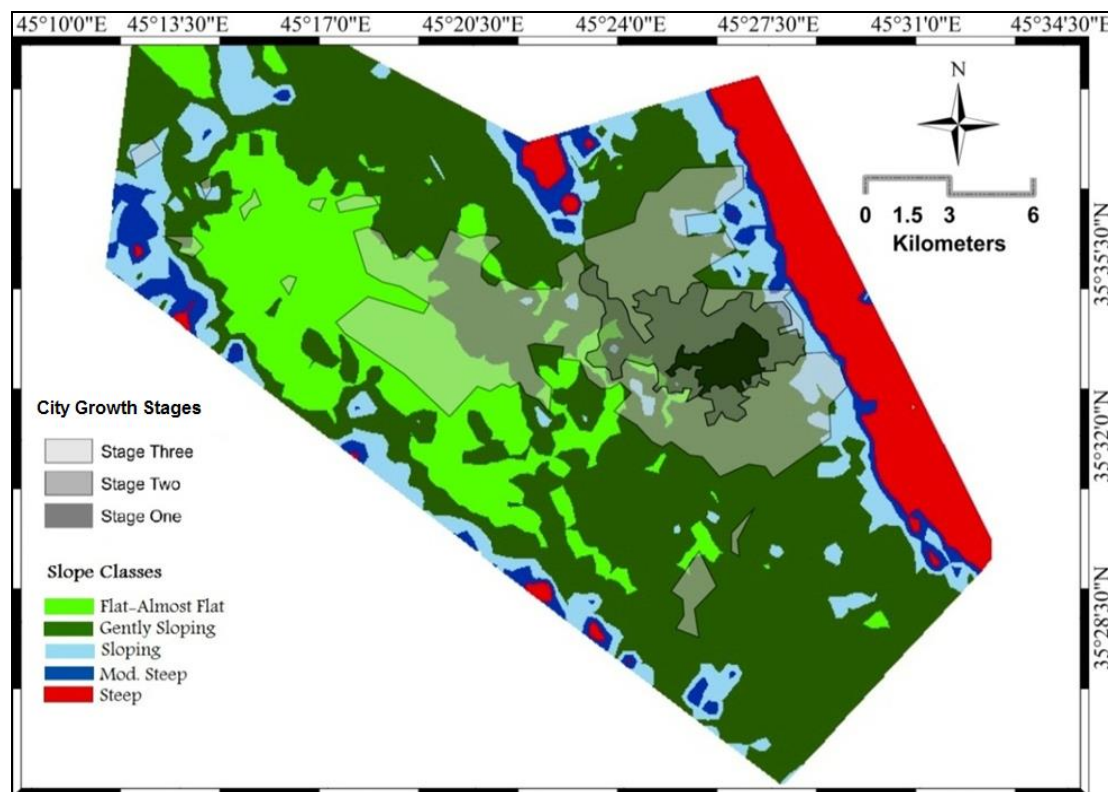 45°10'0"E 45°13'30"E 45°17'0"E 45°20'30"E 45°24'0"E 45°27'30"E 45°31'0"E 45°34'30"E
N
0 1.5 3 6
Kilometers
35°35'30"N
35°32'0"N
35°28'30"N
City Growth Stages
Stage Three
Stage Two
Stage One
Slope Classes
Flat-Almost Flat
Gently Sloping
Sloping
Mod. Steep
Steep